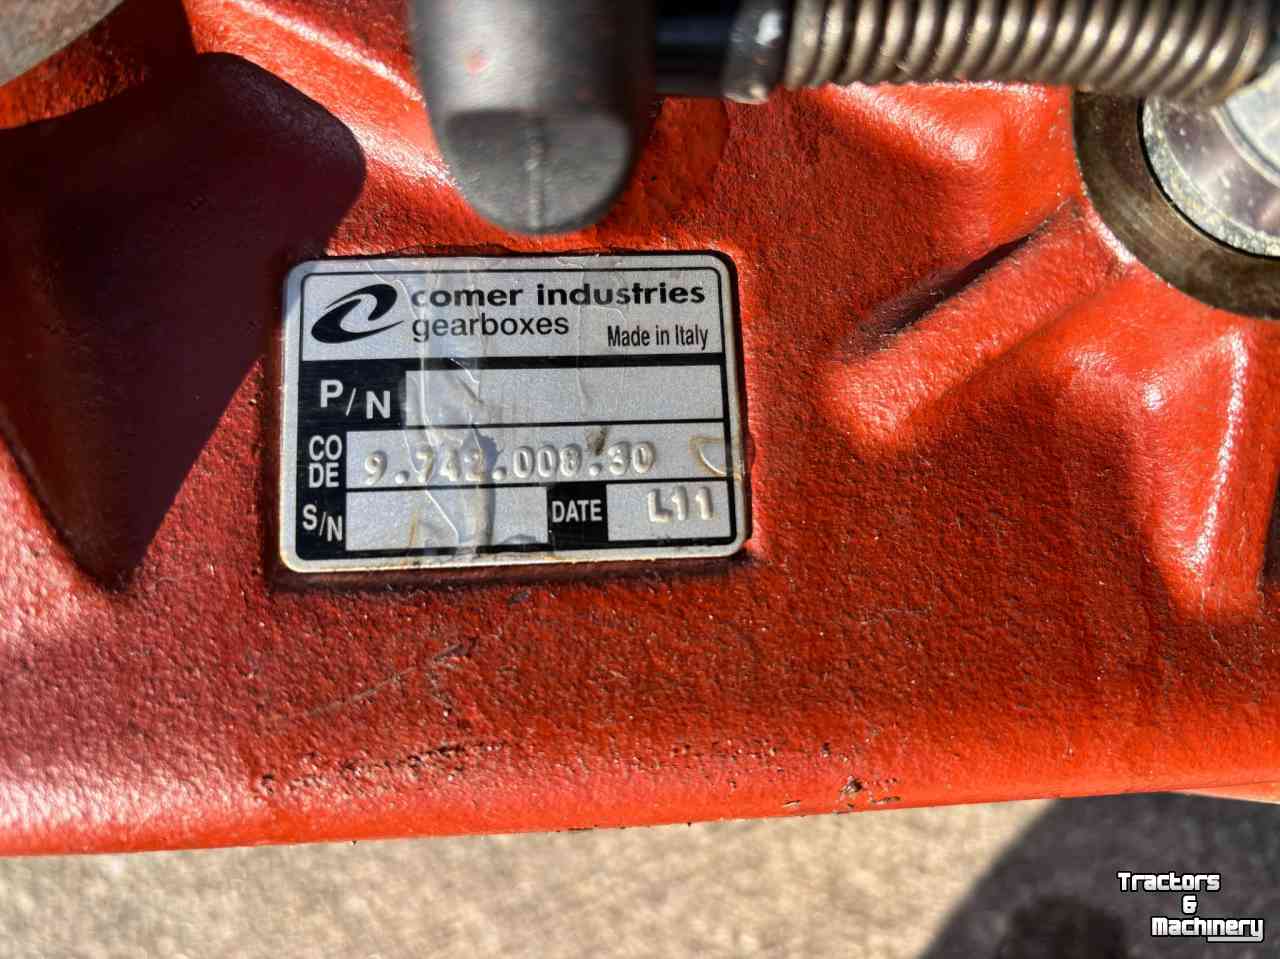 comer industries
gearboxes
Made in Italy
P/N
CODE 9.742.008.30
S/N DATE L11
Tractors
&
Machinery